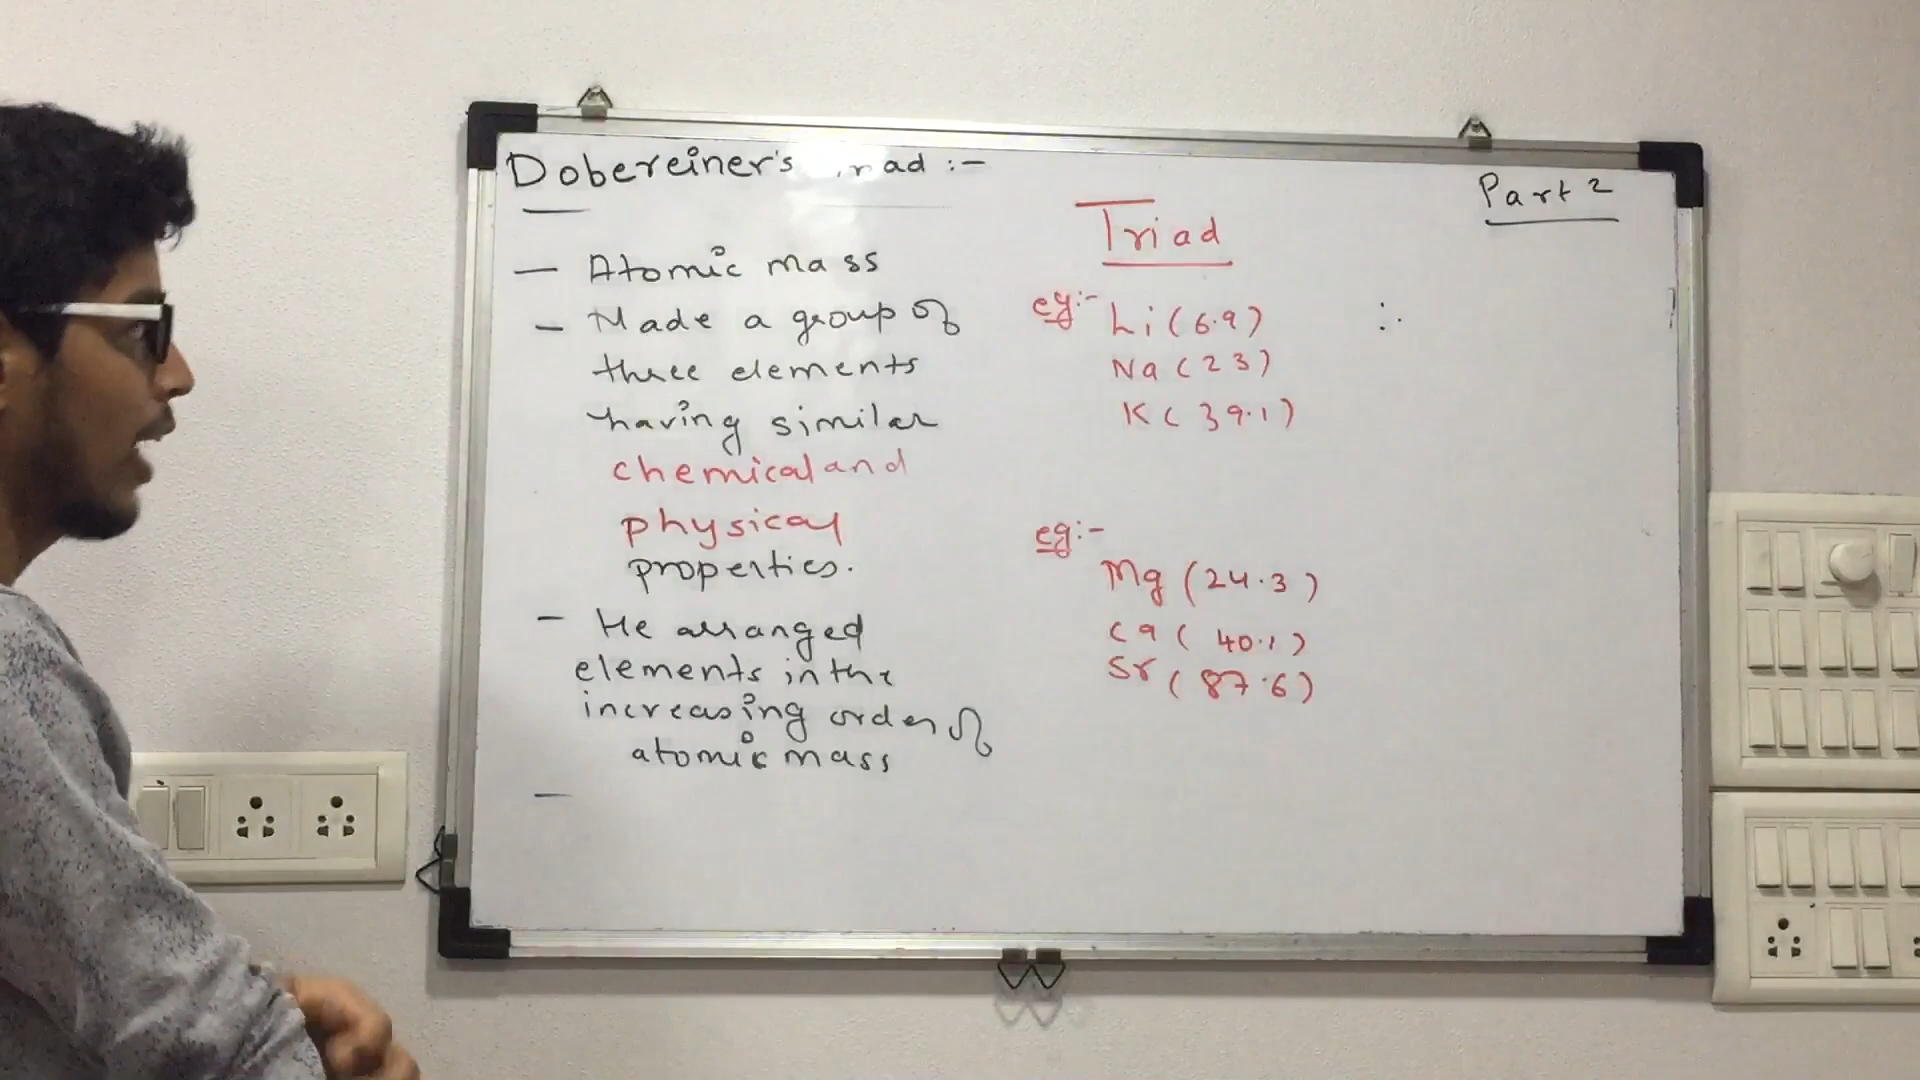 Dobereiner's :-
Part 2
- Atomic mass
- Made a group of
three elements
having similar
chemical and
physical
properties.
- He arranged
elements in the
increasing order of
atomic mass
-
Triad
eg:- Li (6.9)
Na (23)
K (39.1)
eg:-
Mg (24.3)
Ca (40.1)
Sr (87.6)